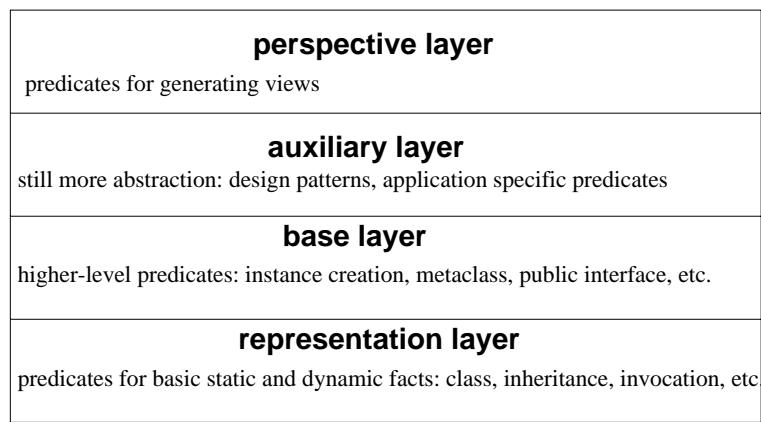 perspective layer
predicates for generating views
auxiliary layer
still more abstraction: design patterns, application specific predicates
base layer
higher-level predicates: instance creation, metaclass, public interface, etc.
representation layer
predicates for basic static and dynamic facts: class, inheritance, invocation, etc.